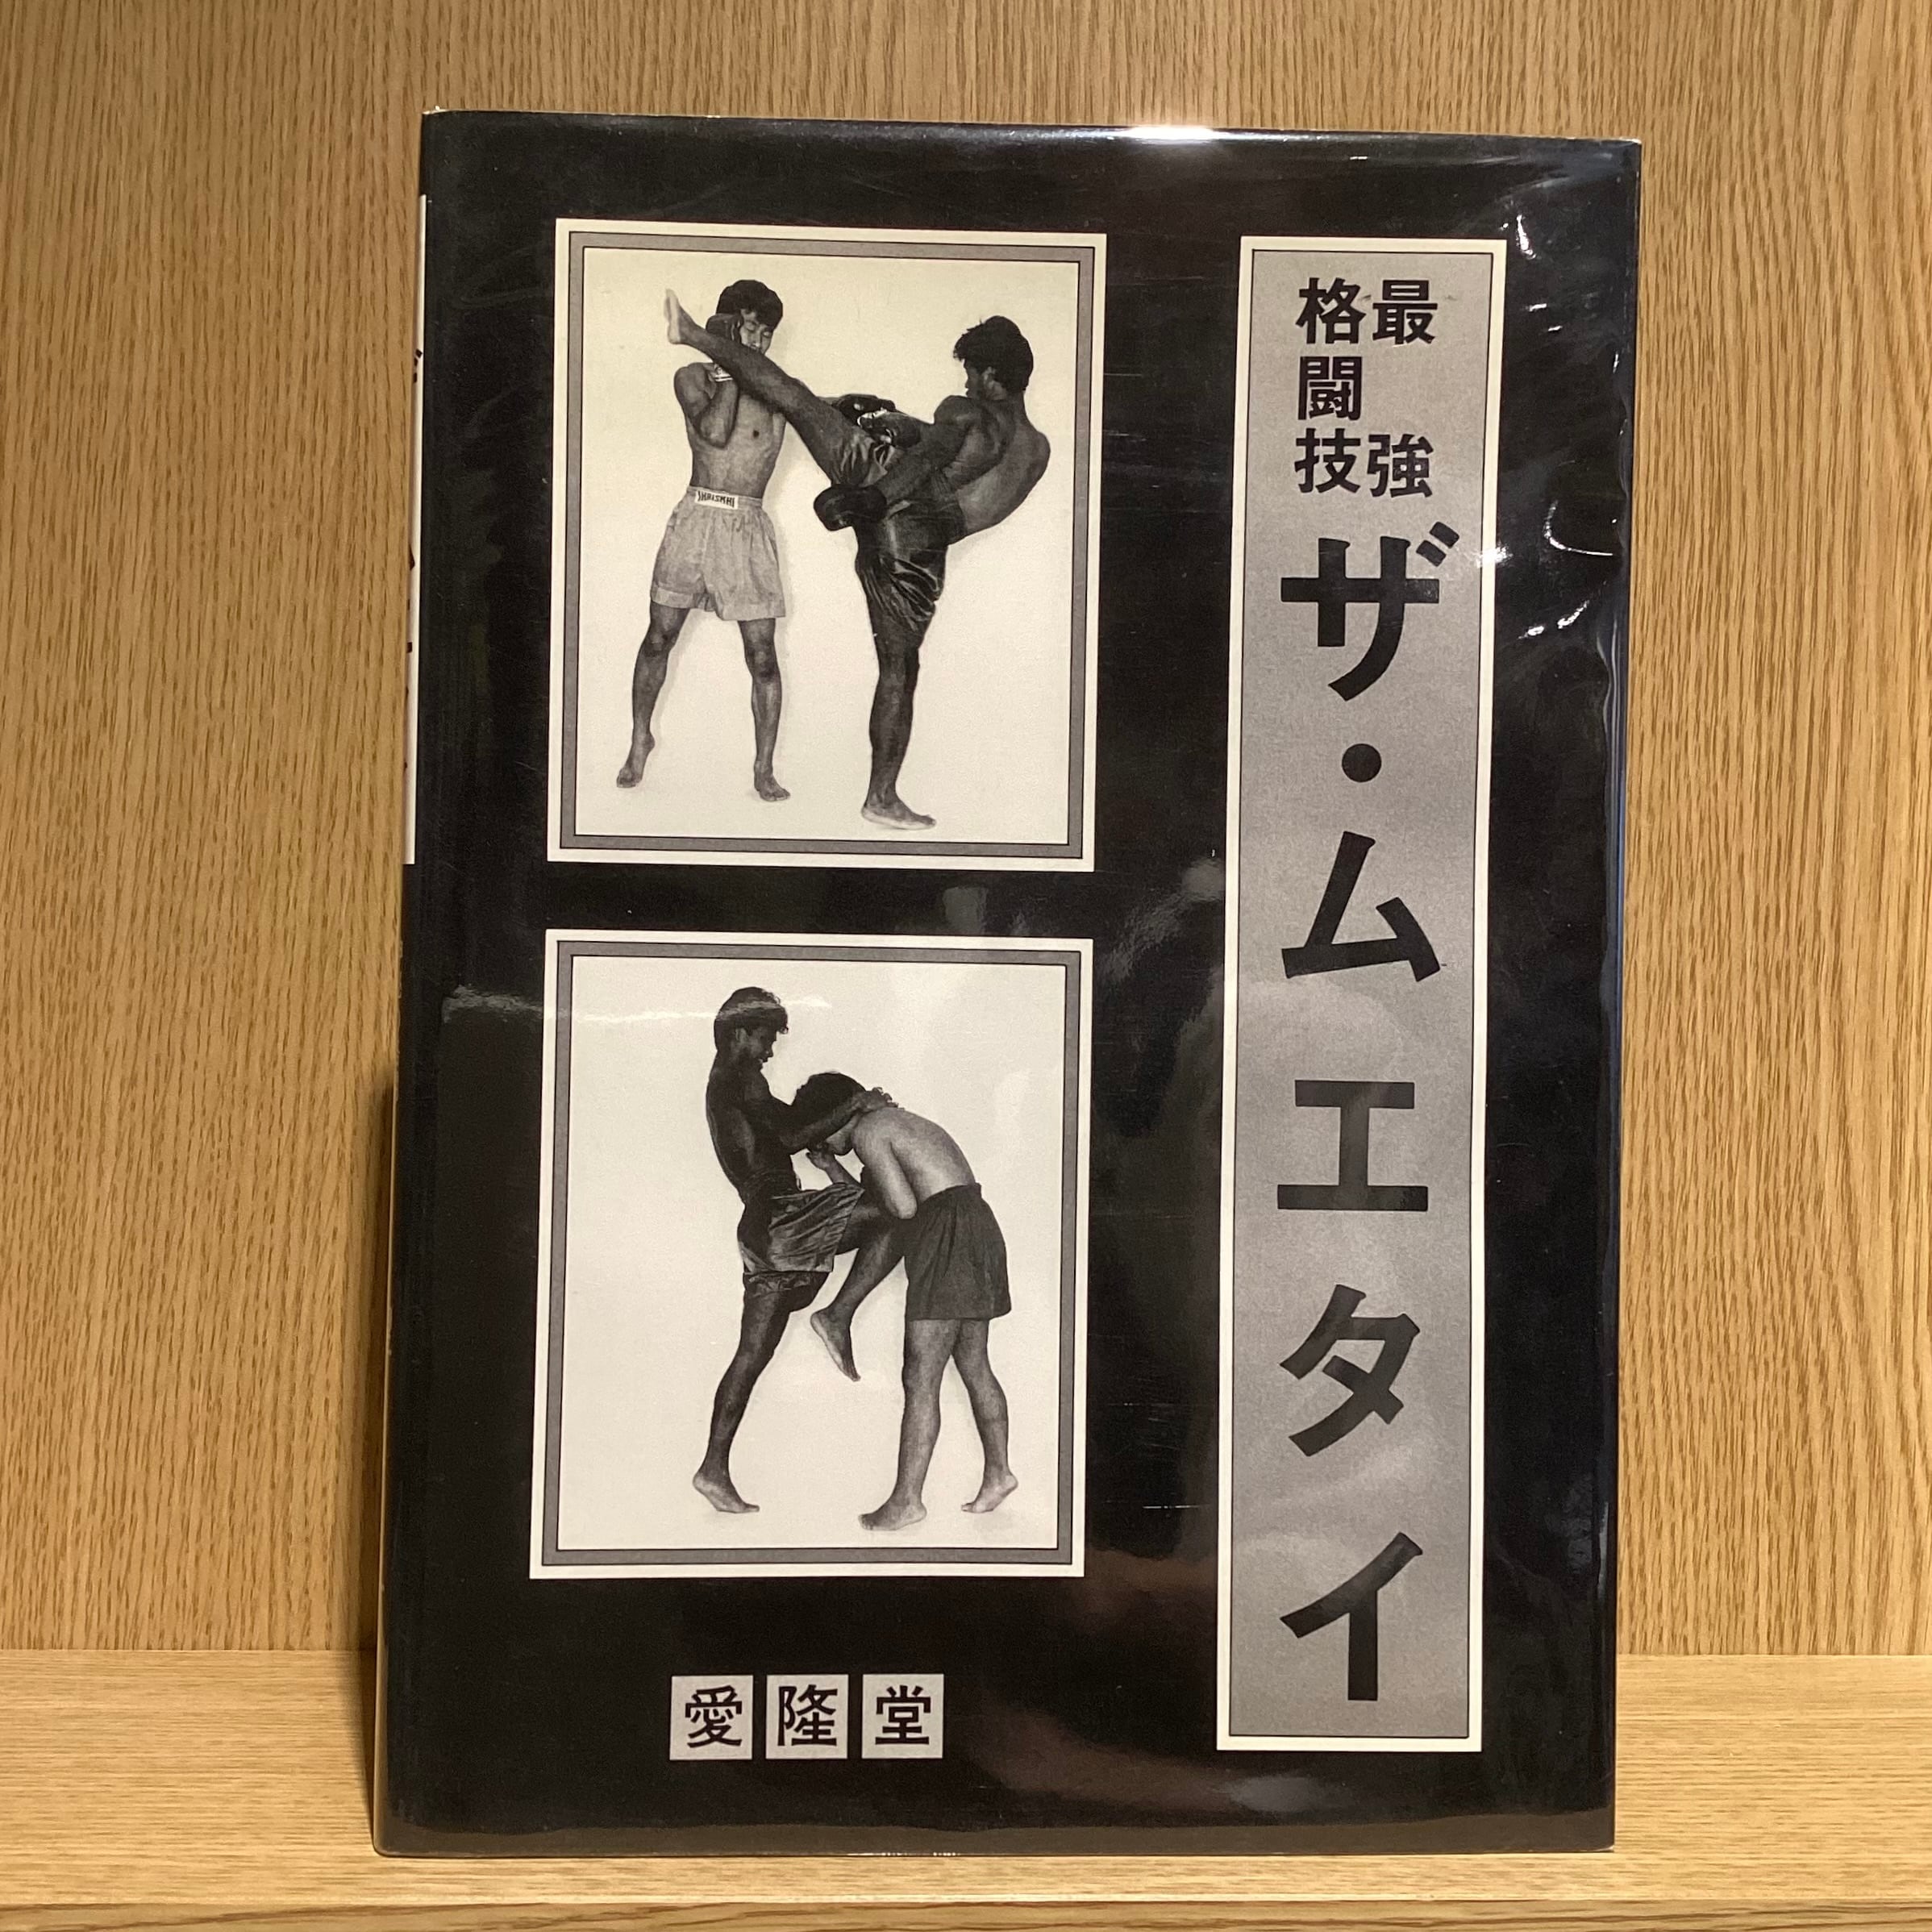 最強
格闘技
ザ・ムエタイ
愛隆堂